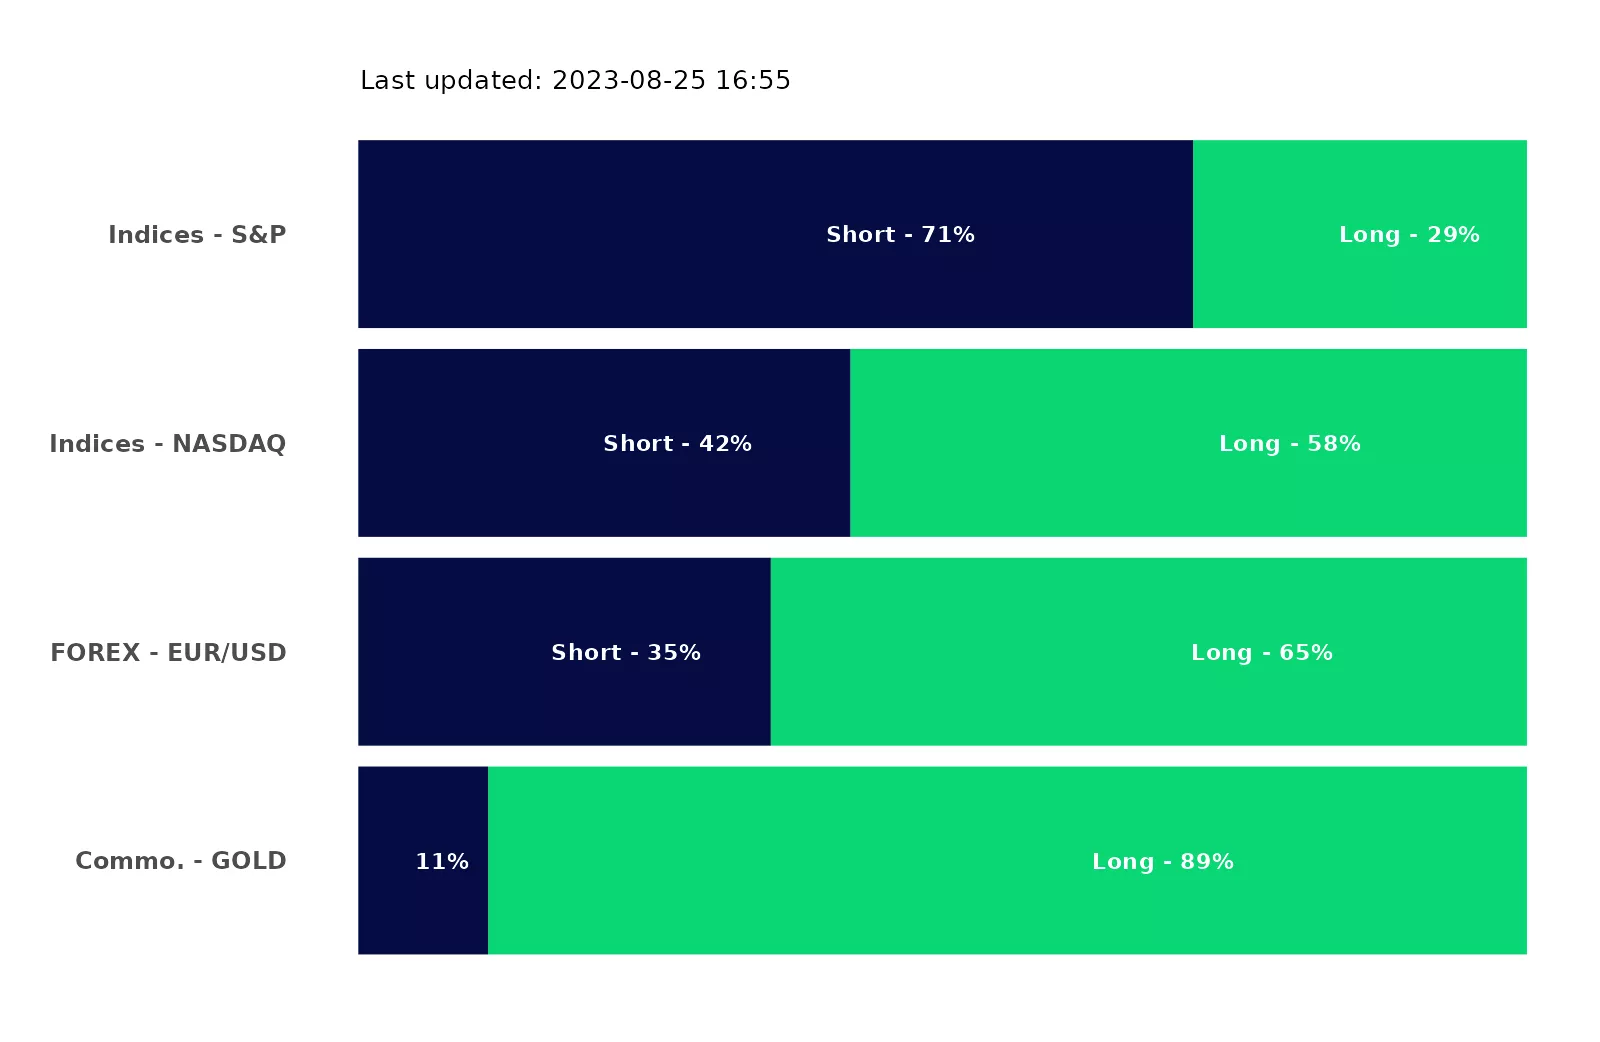 Last updated: 2023-08-25 16:55
Indices - S&P Short - 71% Long - 29%
Indices - NASDAQ Short - 42% Long - 58%
FOREX - EUR/USD Short - 35% Long - 65%
Commo. - GOLD 11% Long - 89%